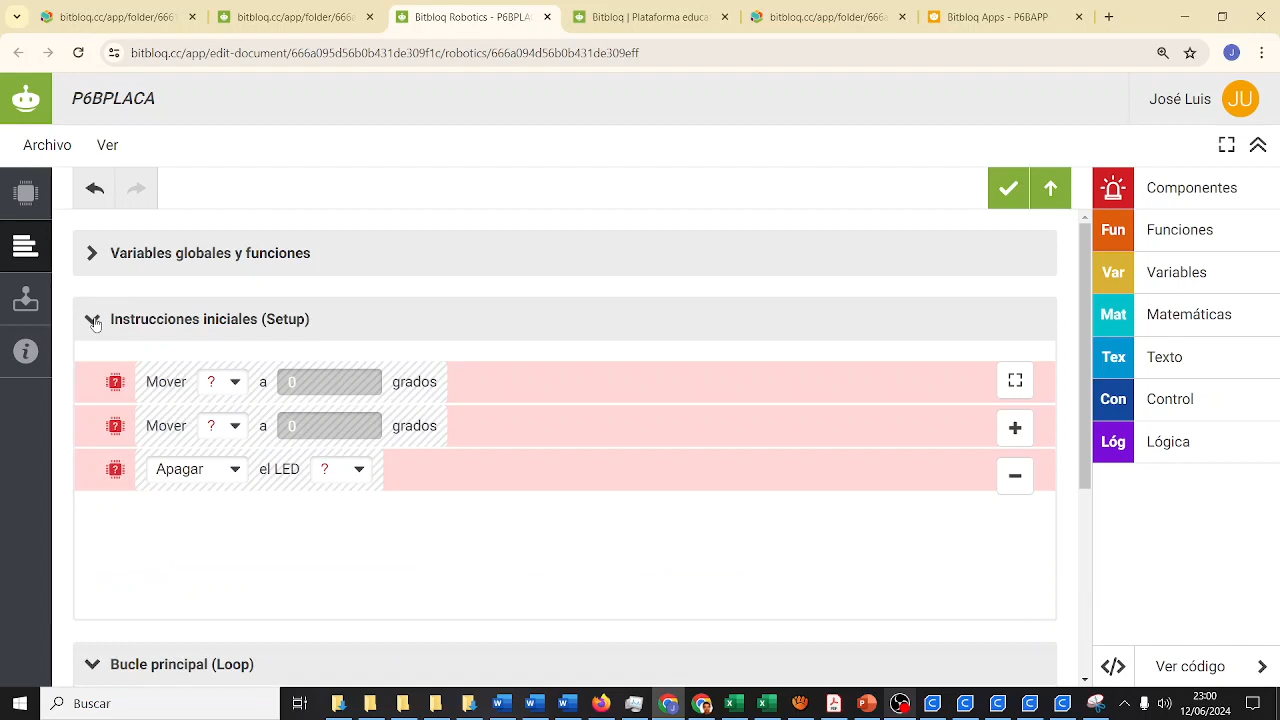 bitbloq.cc/app/folder/6666
bitbloq.cc/app/folder/666a
Bitbloq Robotics - P6BPLA
Bitbloq | Plataforma educa
bitbloq.cc/app/folder/666a
Bitbloq Apps - P6BAPP
bitbloq.cc/app/edit-document/666a095d56b0b431de309f1c/robotics/666a094d56b0b431de309eff
J
P6BPLACA
José Luis
JU
Archivo
Ver
Variables globales y funciones
Instrucciones iniciales (Setup)
Mover ? a 0 grados
Mover ? a 0 grados
Apagar el LED ?
Bucle principal (Loop)
Componentes
Fun Funciones
Var Variables
Mat Matemáticas
Tex Texto
Con Control
Lóg Lógica
Ver código
Buscar
23:00
12/06/2024